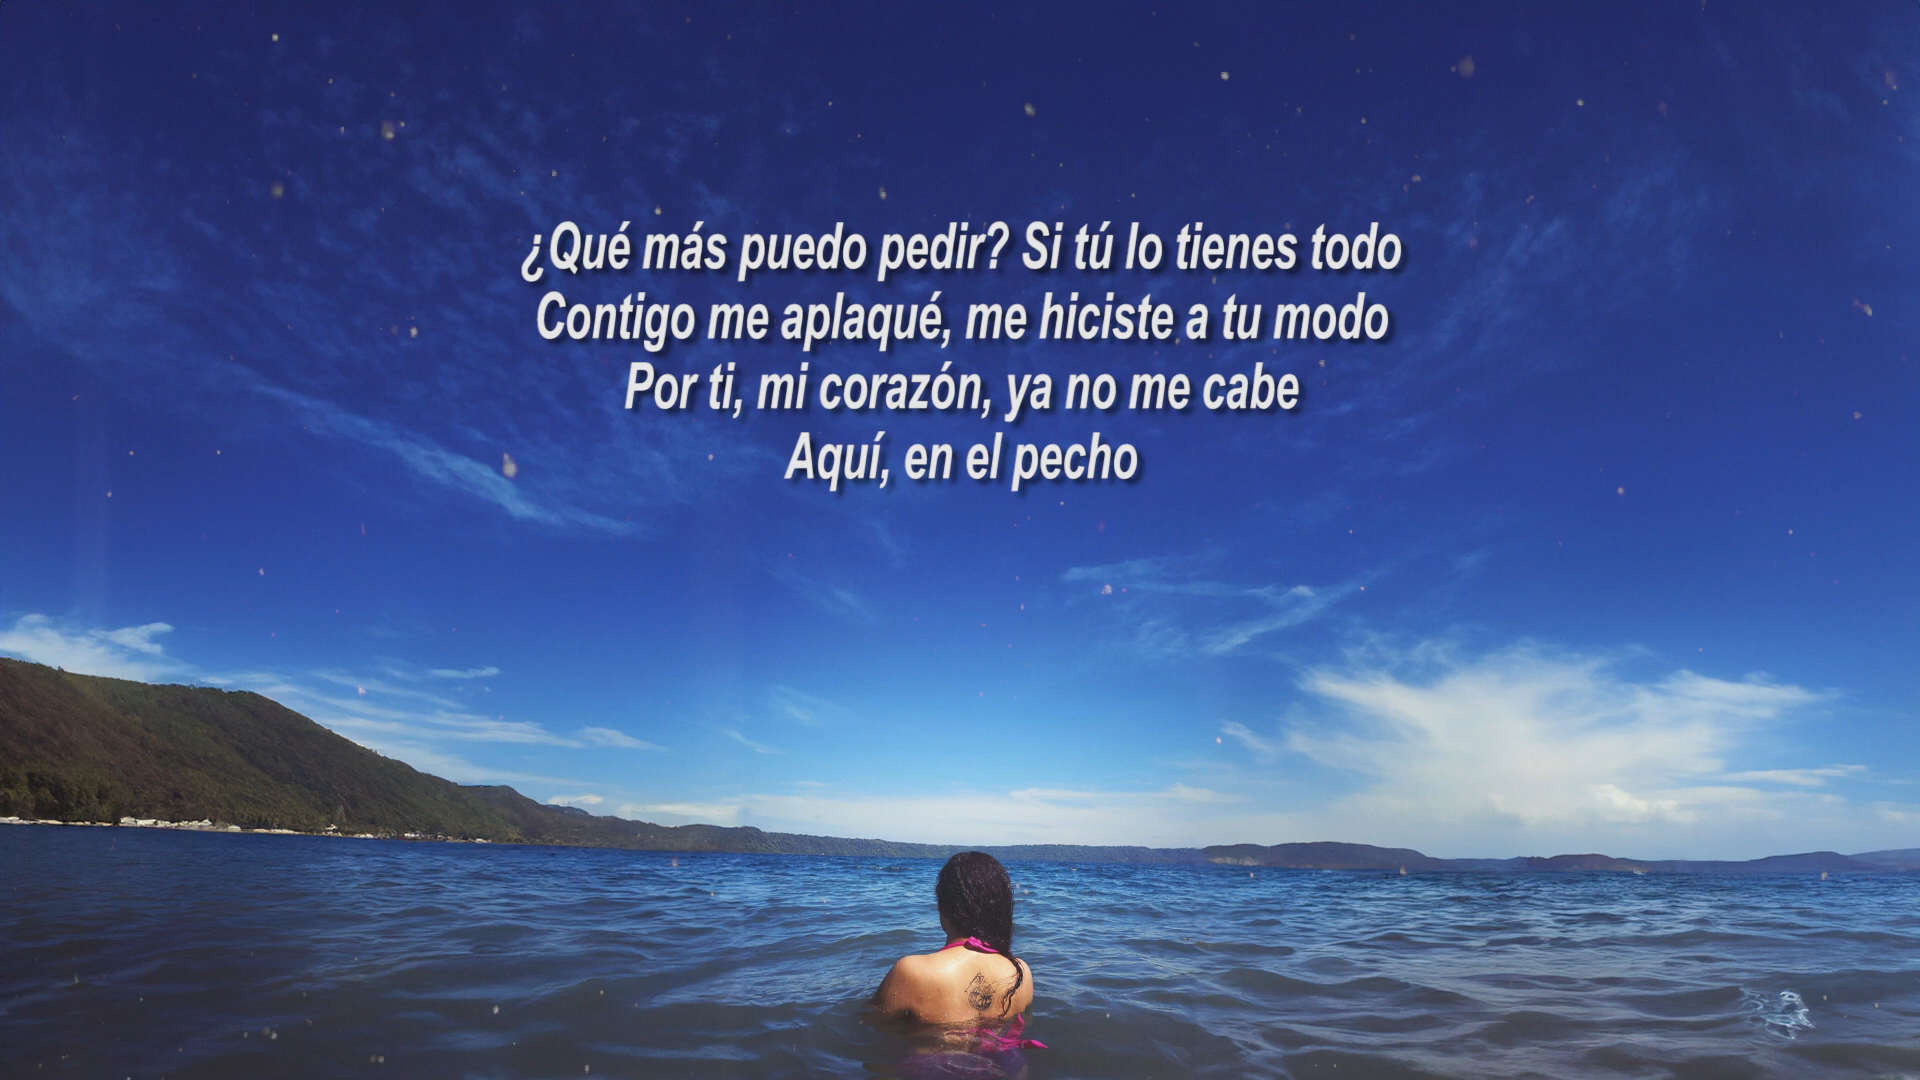 ¿Qué más puedo pedir? Si tú lo tienes todo
Contigo me aplaqué, me hiciste a tu modo
Por ti, mi corazón, ya no me cabe
Aquí, en el pecho